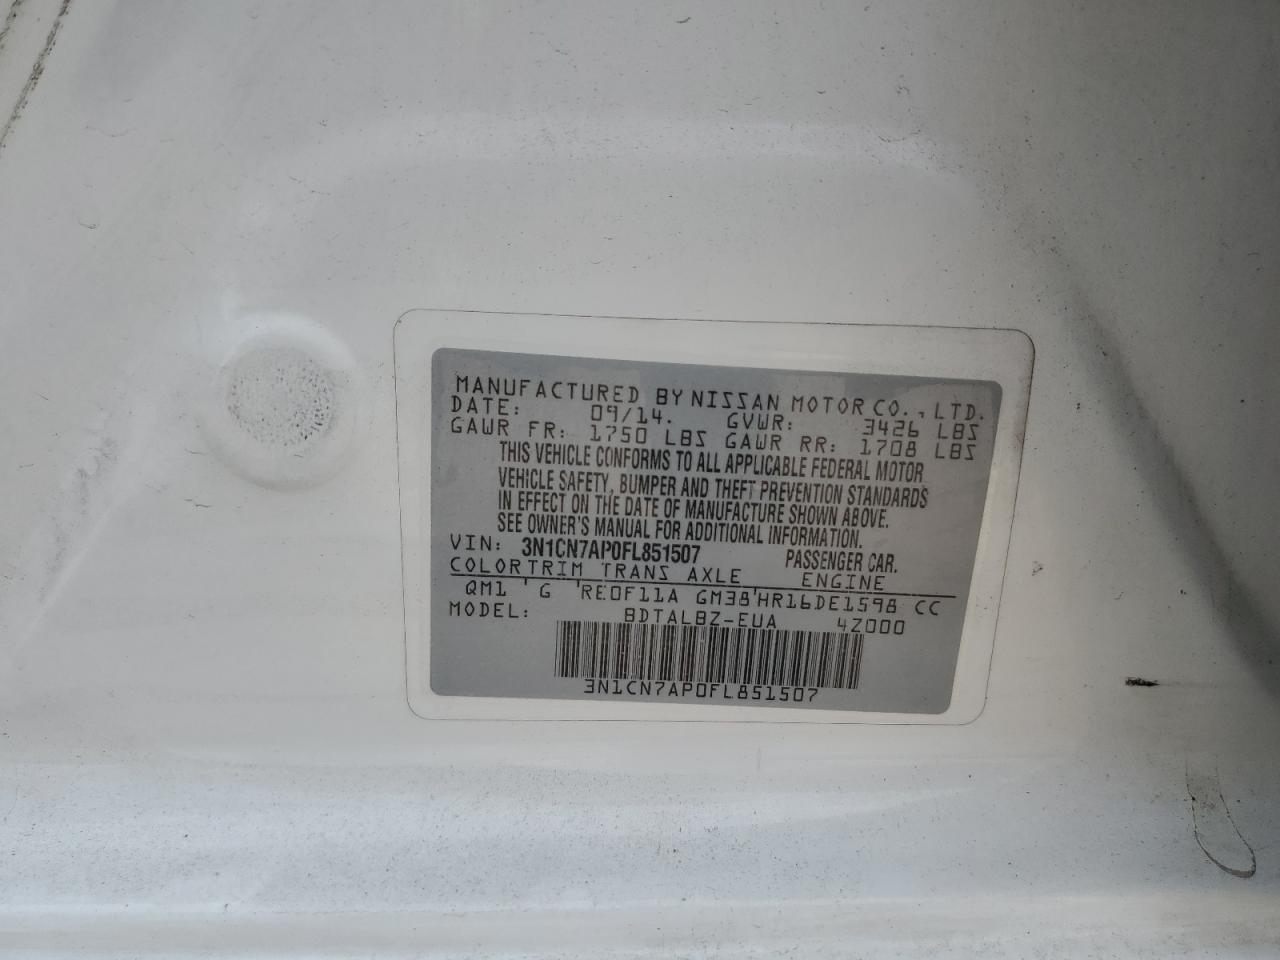 MANUFACTURED BY NISSAN MOTOR CO., LTD.
DATE: 09/14. GVWR: 3426 LBS
GAWR FR: 1750 LBS GAWR RR: 1708 LBS
THIS VEHICLE CONFORMS TO ALL APPLICABLE FEDERAL MOTOR
VEHICLE SAFETY, BUMPER AND THEFT PREVENTION STANDARDS
IN EFFECT ON THE DATE OF MANUFACTURE SHOWN ABOVE.
SEE OWNER'S MANUAL FOR ADDITIONAL INFORMATION.
VIN: 3N1CN7AP0FL851507 PASSENGER CAR.
COLOR TRIM TRANS AXLE ENGINE
QM1 G RE0F11A GM38 HR16DE1598 CC
MODEL: BDTALBZ-EUA 4Z000
3N1CN7AP0FL851507